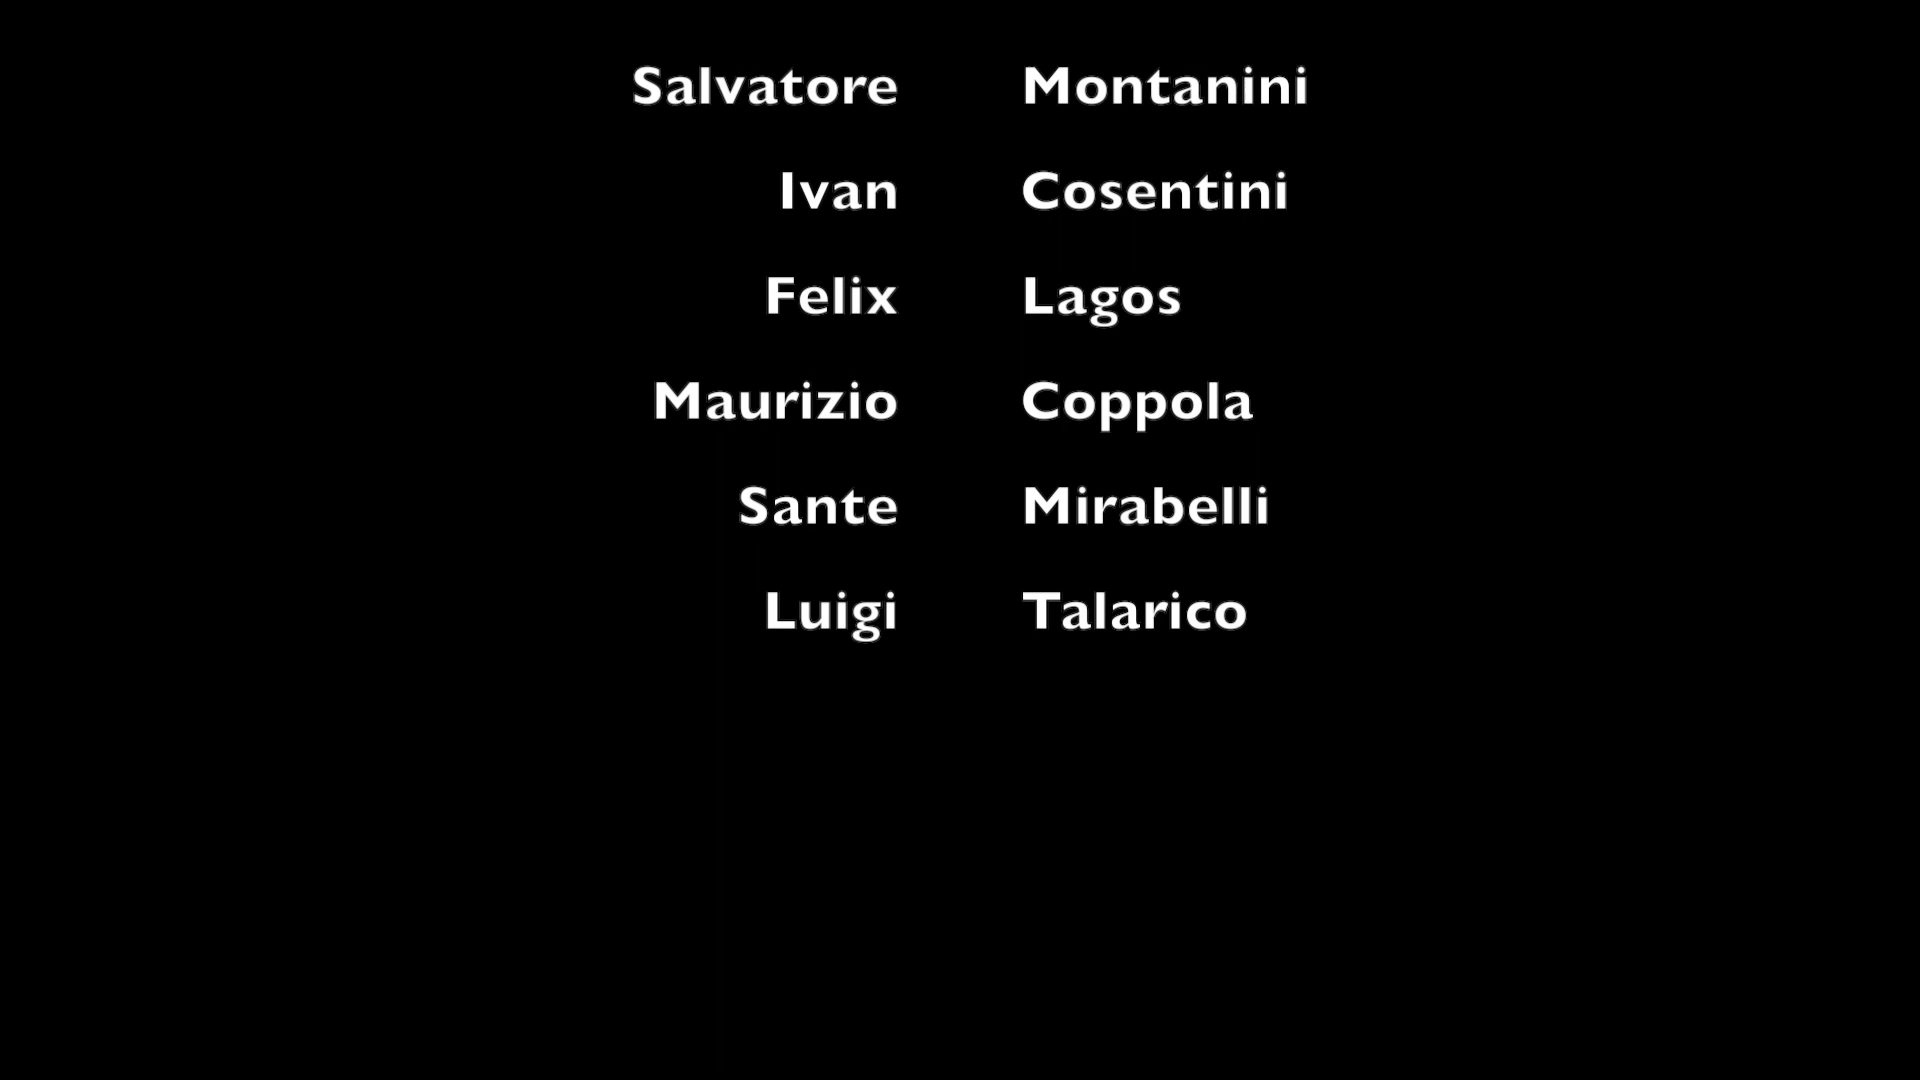 Salvatore Montanini
Ivan Cosentini
Felix Lagos
Maurizio Coppola
Sante Mirabelli
Luigi Talarico